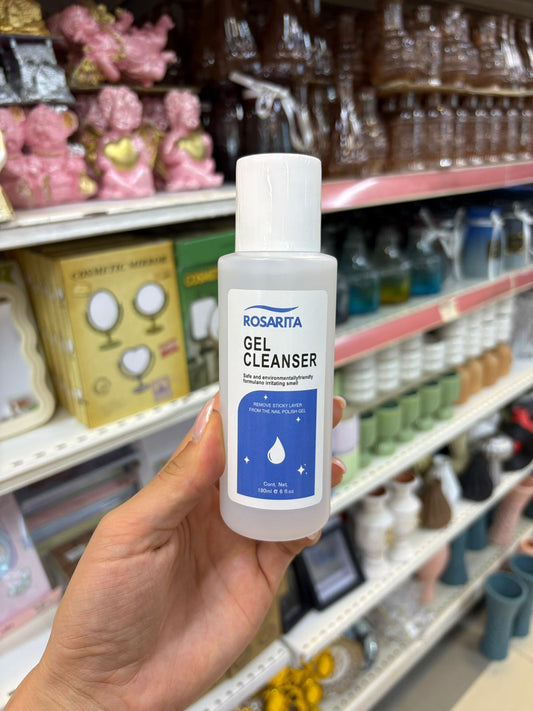 COSMETIC MIRROR
COSMET
ROSARITA
GEL
CLEANSER
Safe and environmentallyfriendly
formulano irritating smell
REMOVE STICKY LAYER
FROM THE NAIL POLISH GEL
Cont. Net.
180ml e 6 fl.oz